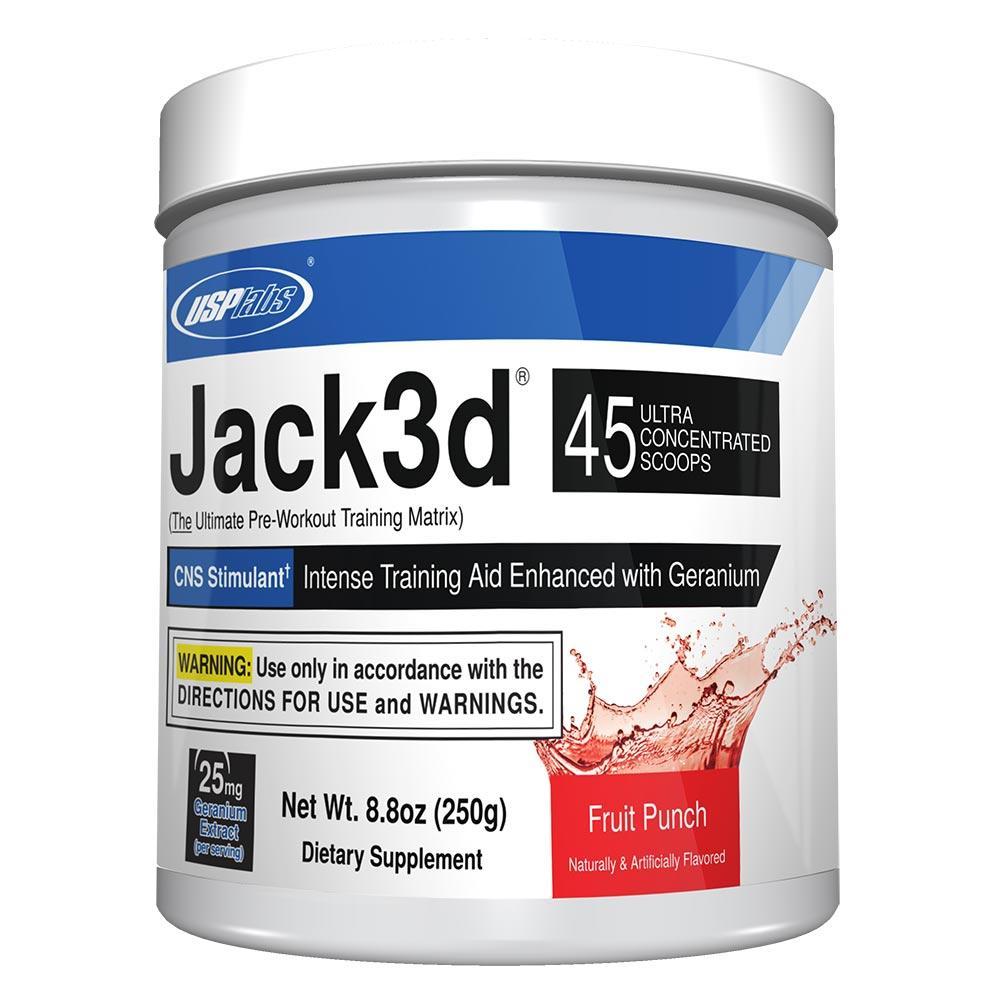 USPlabs®
Jack3d®
45 ULTRA
CONCENTRATED
SCOOPS
(The Ultimate Pre-Workout Training Matrix)
CNS Stimulant† Intense Training Aid Enhanced with Geranium
WARNING: Use only in accordance with the
DIRECTIONS FOR USE and WARNINGS.
25mg
Geranium
Extract
(per serving)
Net Wt. 8.8oz (250g)
Dietary Supplement
Fruit Punch
Naturally & Artificially Flavored